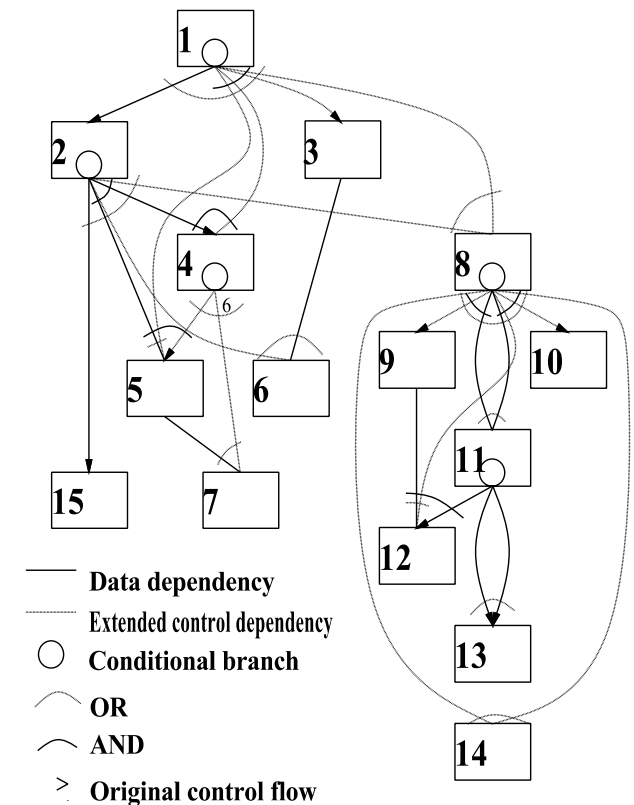 1
2
3
4
8
6
9
10
5
6
11
15
7
12
13
14
Data dependency
Extended control dependency
Conditional branch
OR
AND
Original control flow